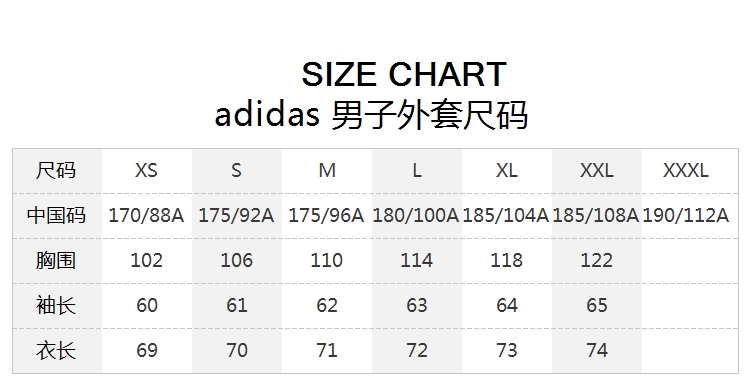 SIZE CHART
adidas 男子外套尺码
尺码 XS S M L XL XXL XXXL
中国码 170/88A 175/92A 175/96A 180/100A 185/104A 185/108A 190/112A
胸围 102 106 110 114 118 122
袖长 60 61 62 63 64 65
衣长 69 70 71 72 73 74